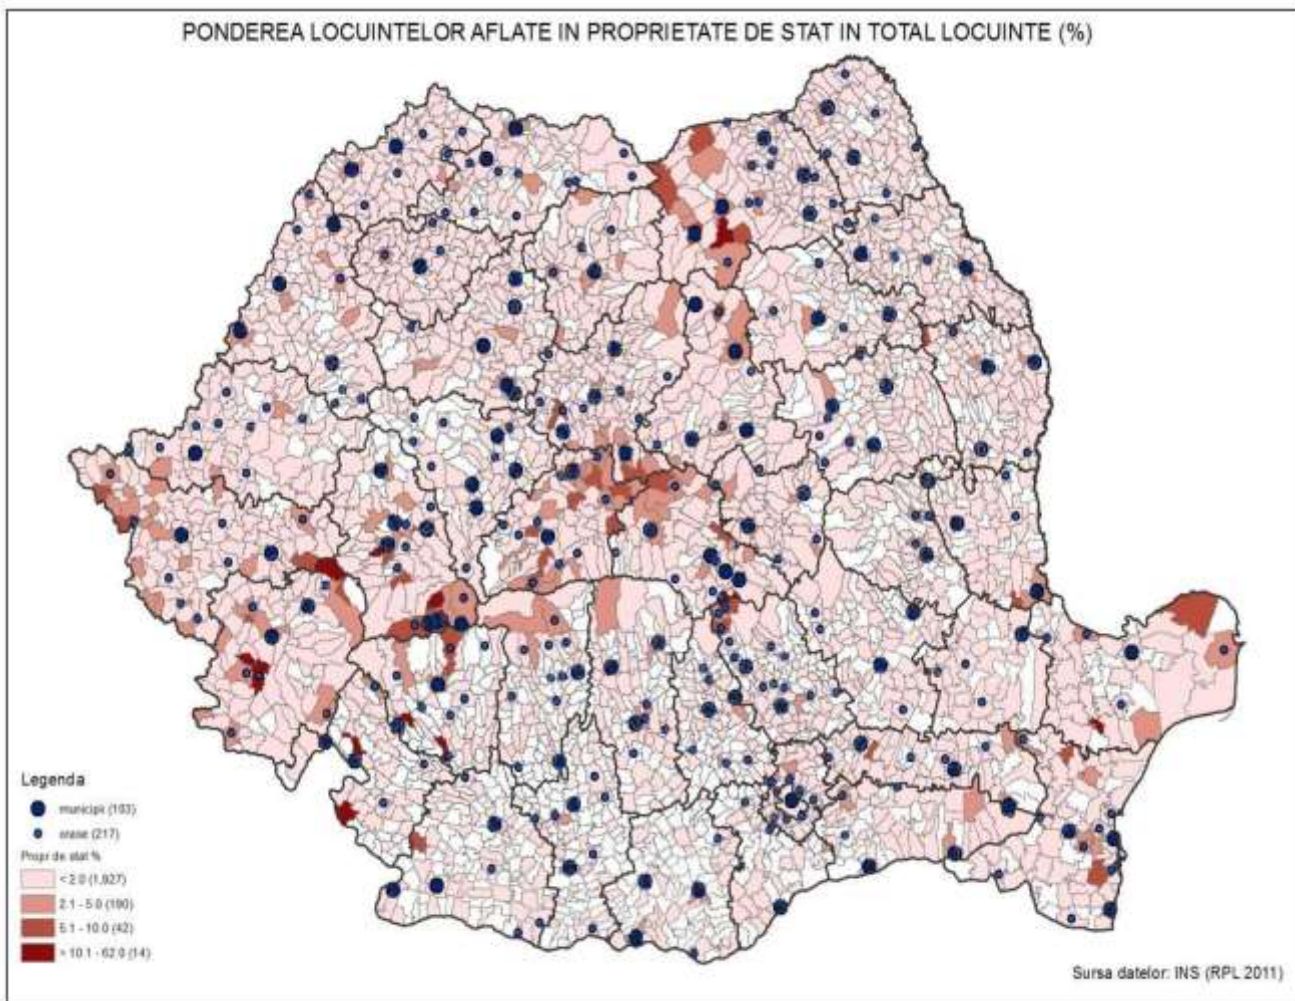 PONDEREA LOCUINTELOR AFLATE IN PROPRIETATE DE STAT IN TOTAL LOCUINTE (%)
Legenda
municipii (103)
orase (217)
Propr de stat %
< 2.0 (1,927)
2.1 - 5.0 (190)
5.1 - 10.0 (42)
> 10.1 - 62.0 (14)
Sursa datelor: INS (RPL 2011)